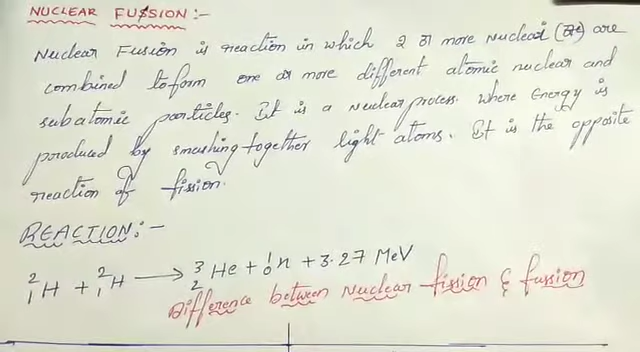 NUCLEAR FUSSION :-
Nuclear Fusion is reaction in which 2 or more nuclei are
combined to form one or more different atomic nuclear and
subatomic particles. It is a nuclear process. where Energy is
produced by smashing together light atoms. It is the opposite
reaction of fission.
REACTION:-
²₁H + ²₁H → ³₂He + ¹₀n + 3.27 MeV
Difference between Nuclear fission & fussion